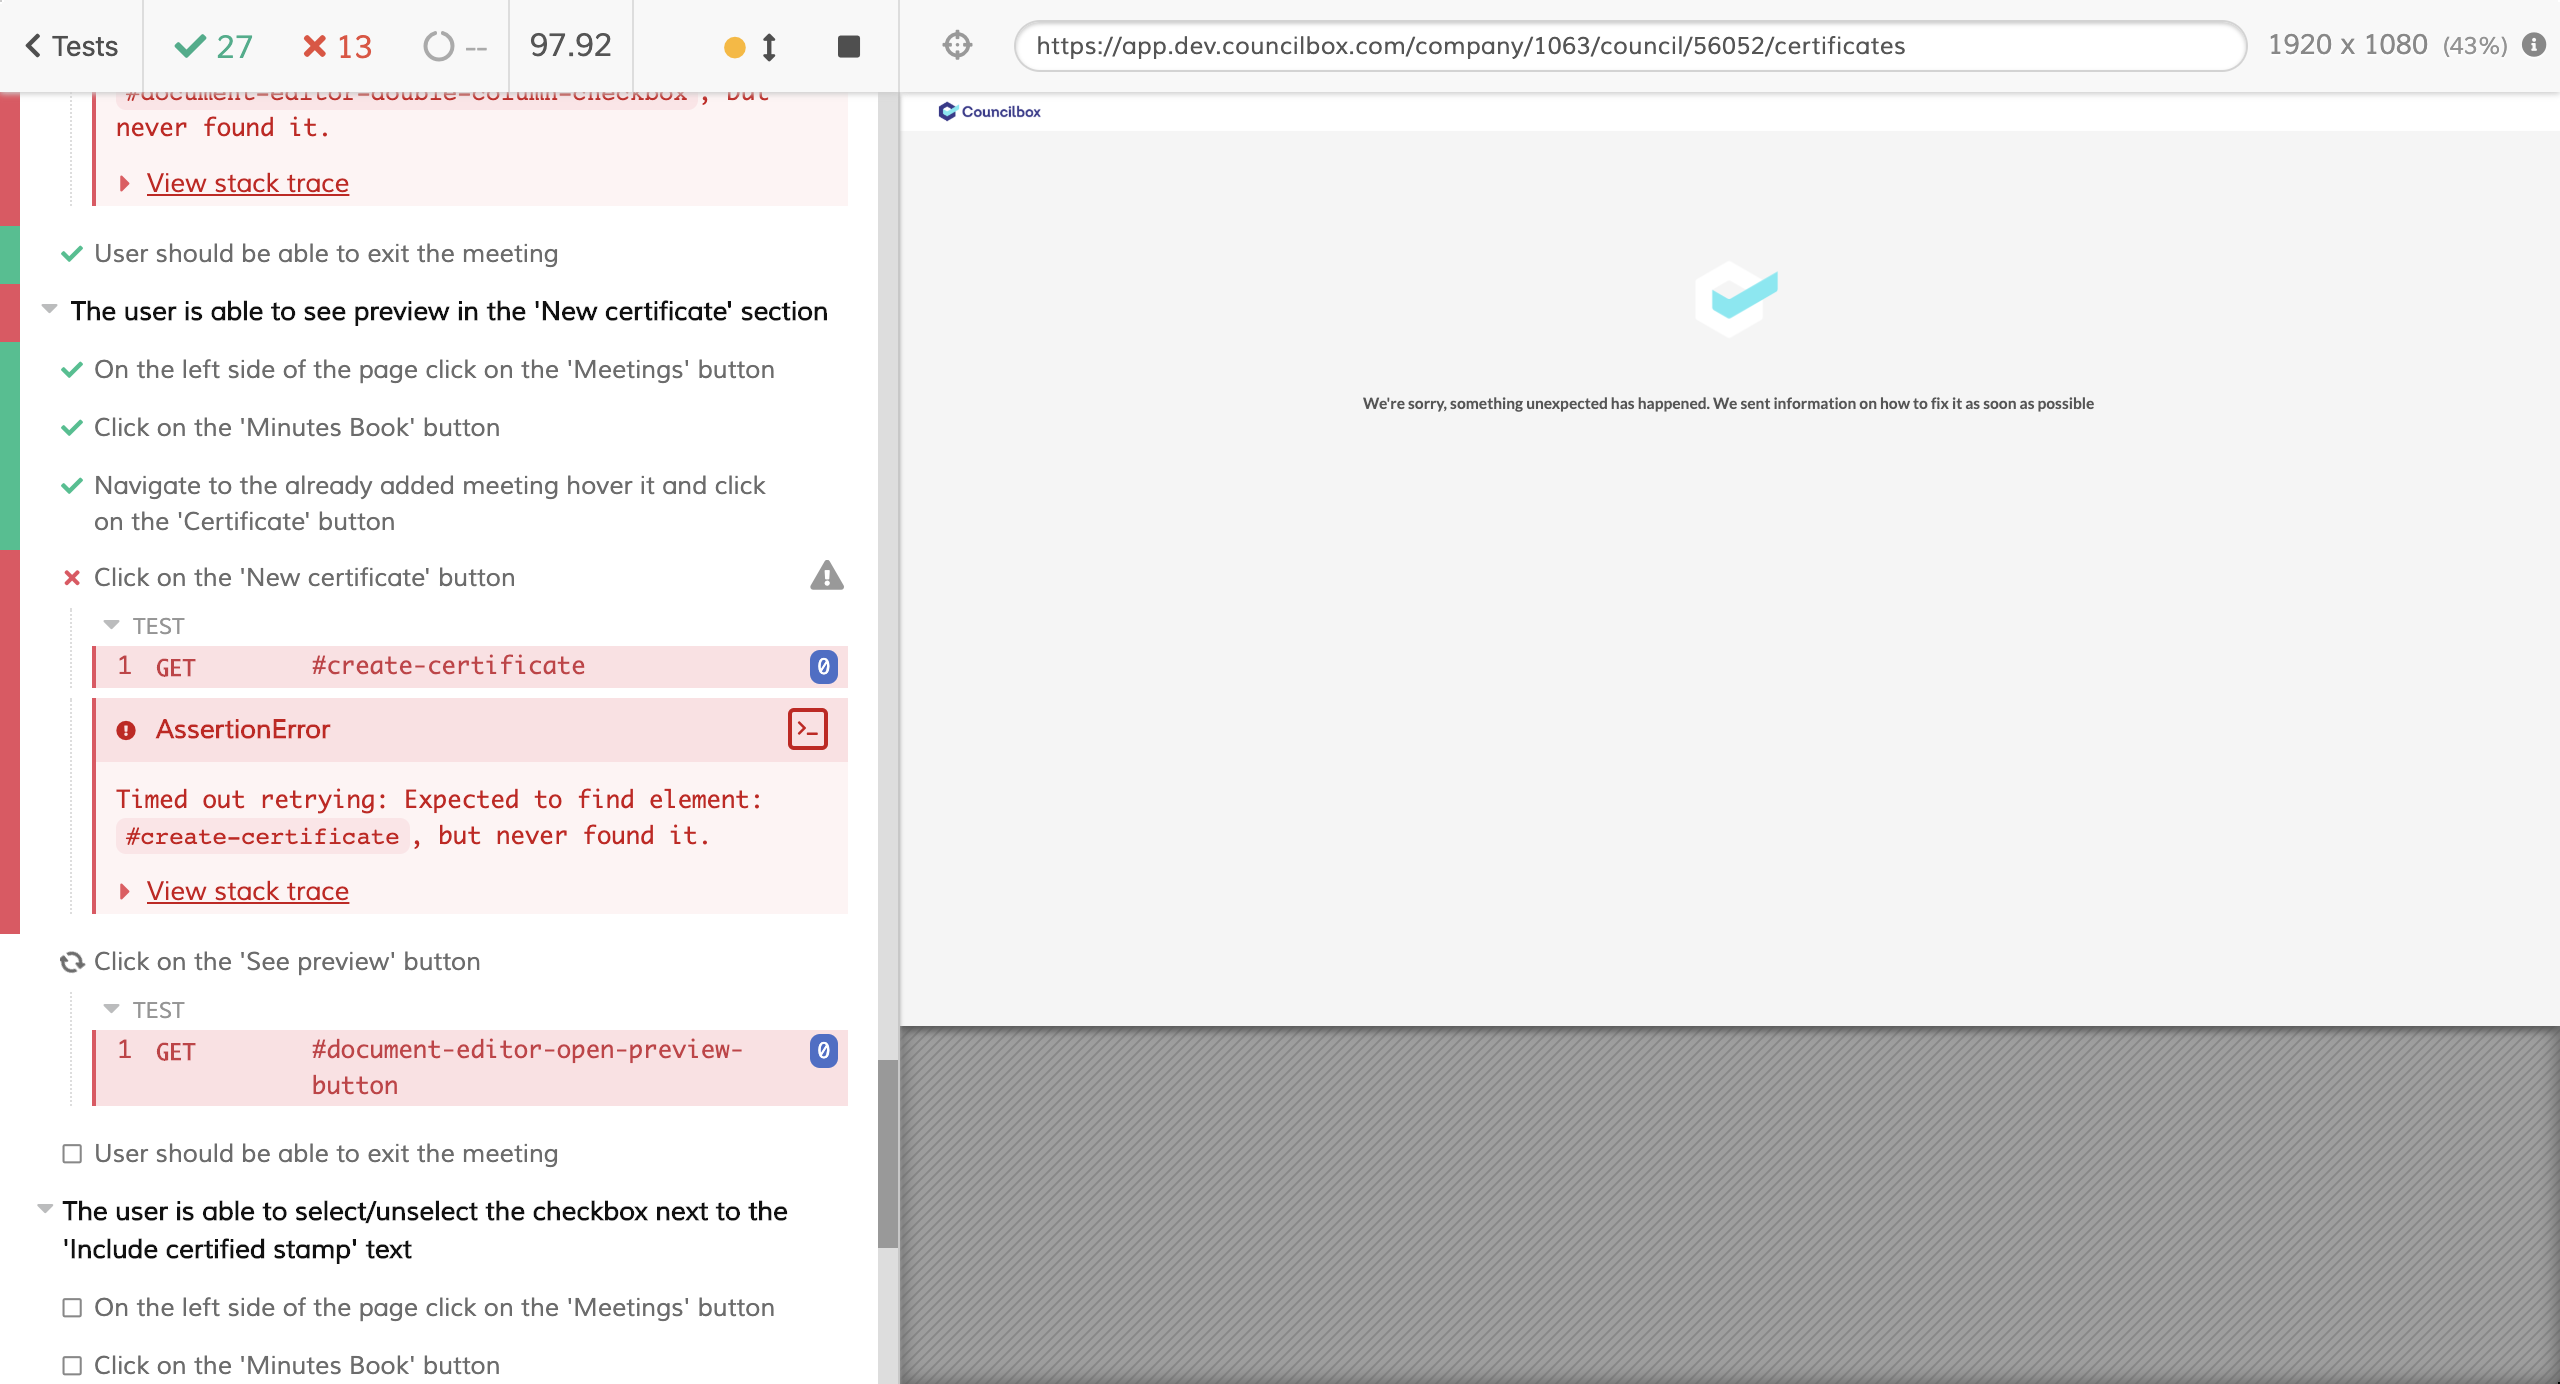 Tests
27
13
--
97.92
https://app.dev.councilbox.com/company/1063/council/56052/certificates
1920 x 1080 (43%)
#document-editor-double-column-checkbox, but
never found it.
View stack trace
User should be able to exit the meeting
The user is able to see preview in the 'New certificate' section
On the left side of the page click on the 'Meetings' button
Click on the 'Minutes Book' button
Navigate to the already added meeting hover it and click
on the 'Certificate' button
Click on the 'New certificate' button
TEST
1 GET #create-certificate 0
AssertionError
Timed out retrying: Expected to find element:
#create-certificate, but never found it.
View stack trace
Click on the 'See preview' button
TEST
1 GET #document-editor-open-preview- 0
button
User should be able to exit the meeting
The user is able to select/unselect the checkbox next to the
'Include certified stamp' text
On the left side of the page click on the 'Meetings' button
Click on the 'Minutes Book' button
Councilbox
We're sorry, something unexpected has happened. We sent information on how to fix it as soon as possible